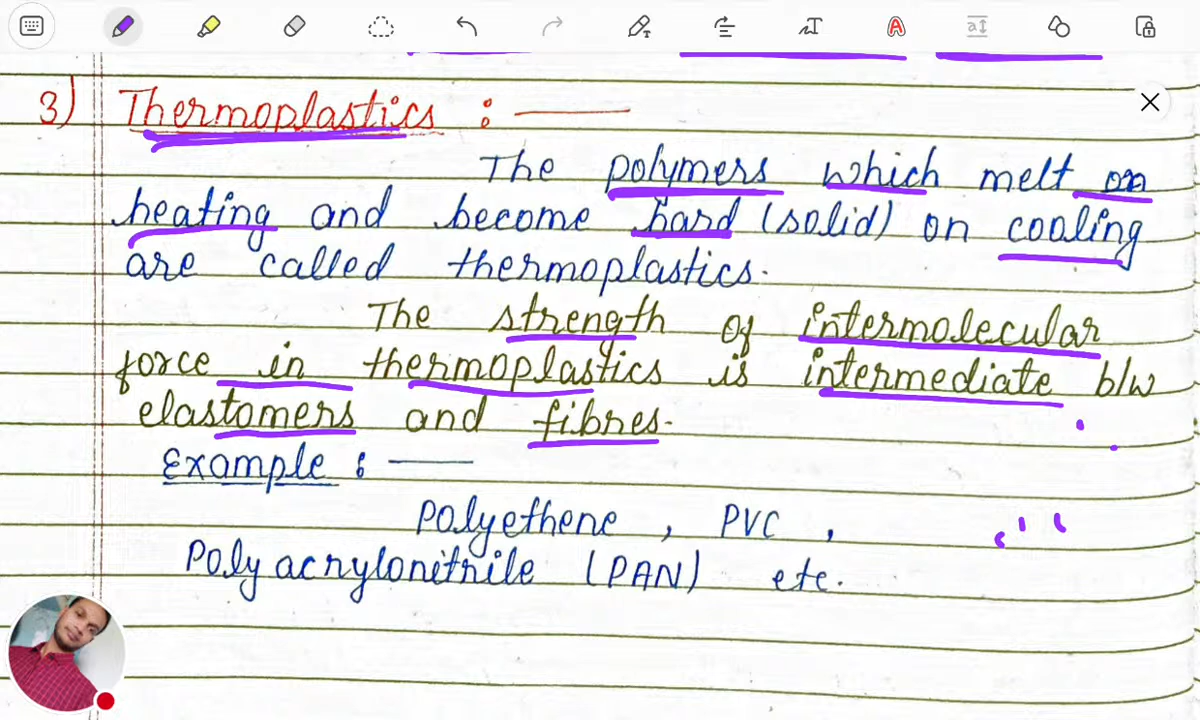 3) Thermoplastics : —
The polymers which melt on
heating and become hard (solid) on cooling
are called thermoplastics.
The strength of intermolecular
force in thermoplastics is intermediate b/w
elastomers and fibres.
Example : —
Polyethene , PVC ,
Polyacrylonitrile (PAN) etc.